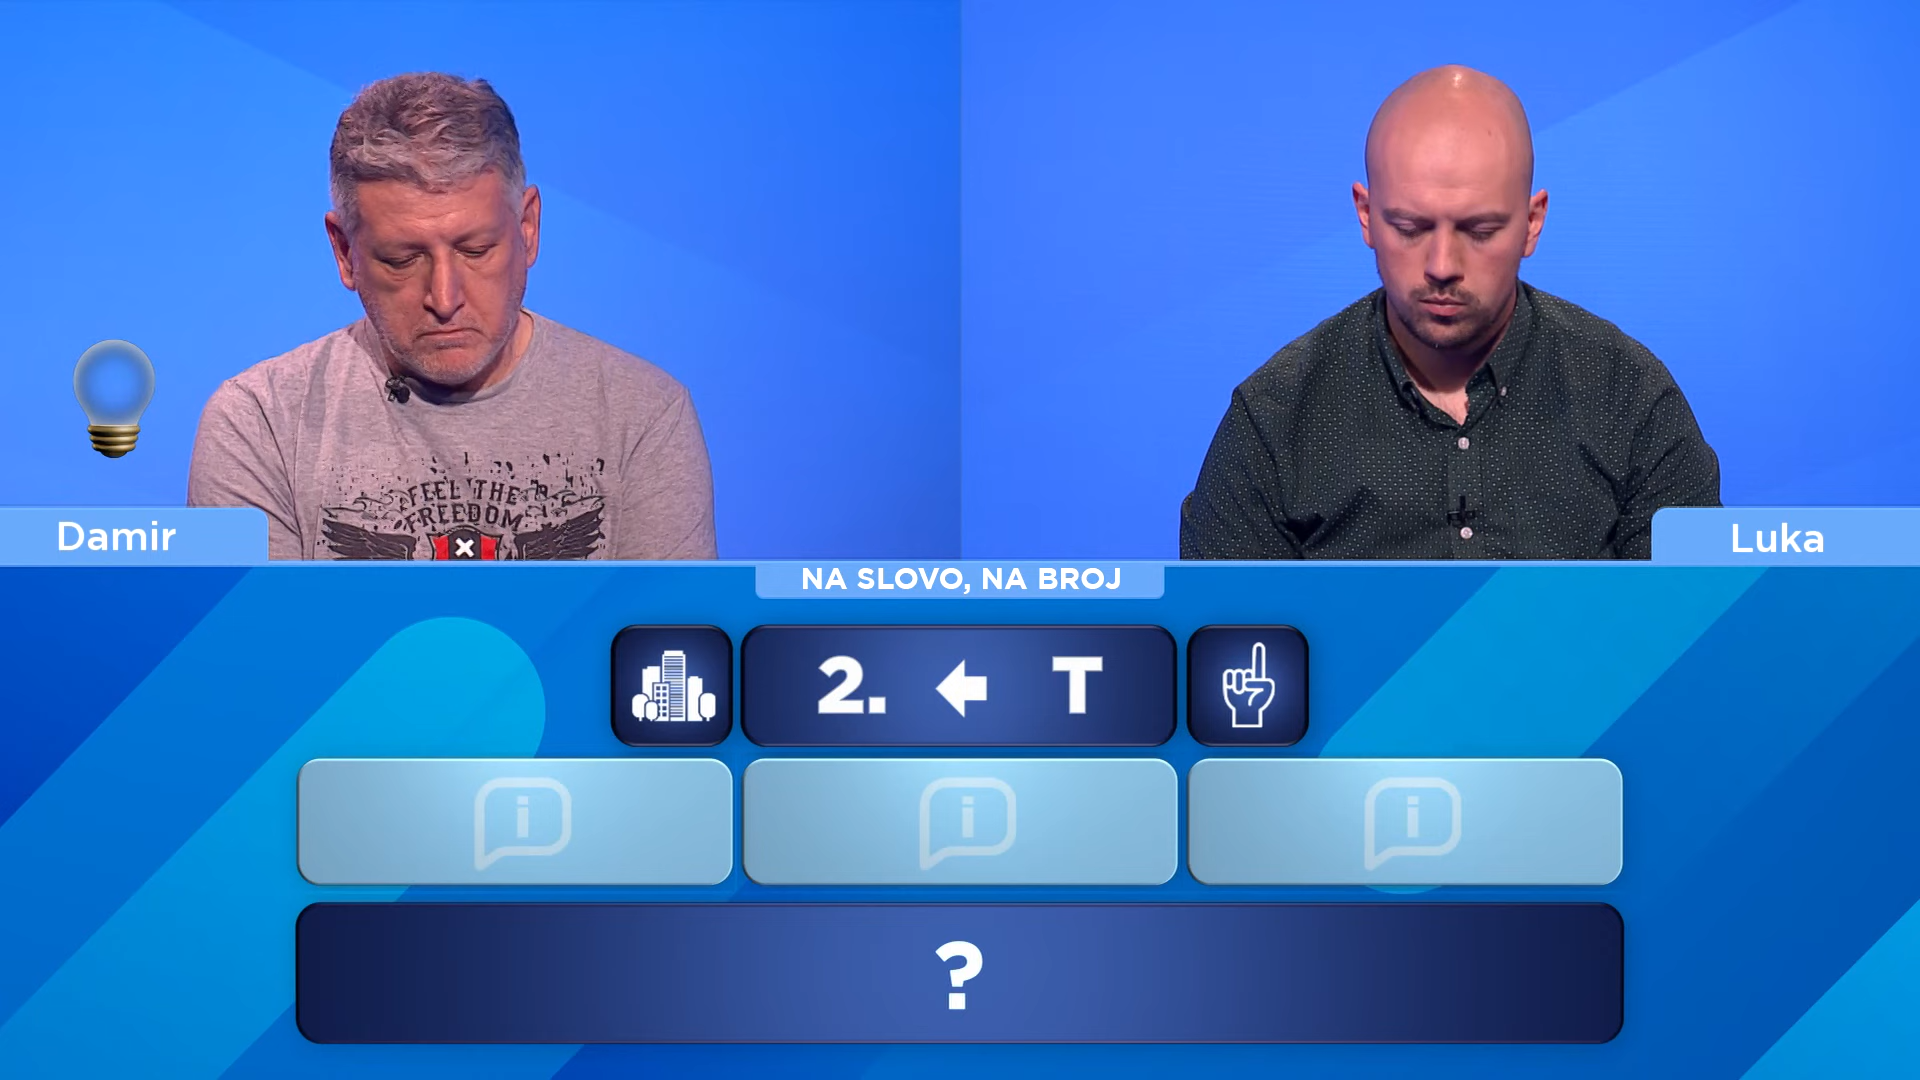 FEEL THE
FREEDOM
Damir
Luka
NA SLOVO, NA BROJ
2. ← T
i i i
?